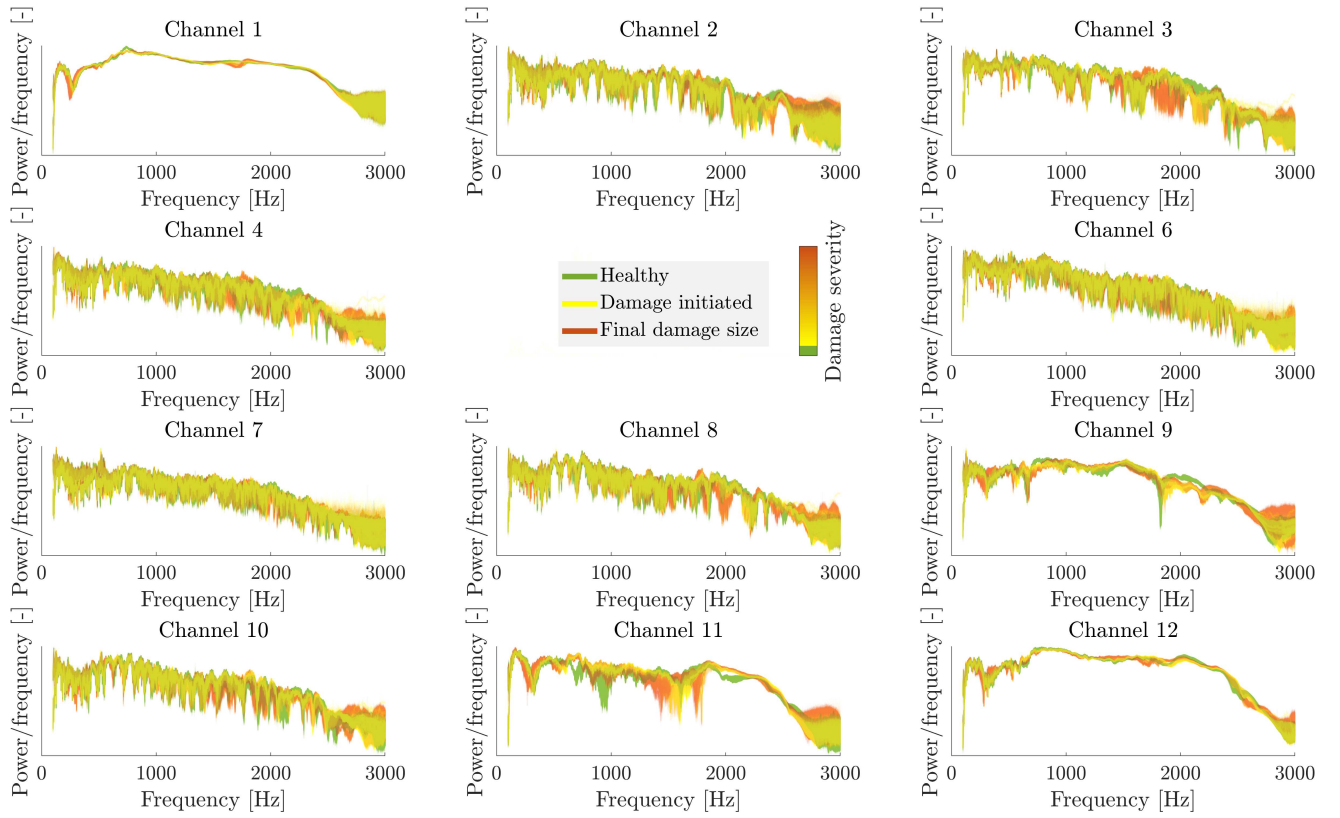 Channel 1
Power/frequency [-]
0 1000 2000 3000
Frequency [Hz]
Channel 2
Power/frequency [-]
0 1000 2000 3000
Frequency [Hz]
Channel 3
Power/frequency [-]
0 1000 2000 3000
Frequency [Hz]
Channel 4
Power/frequency [-]
0 1000 2000 3000
Frequency [Hz]
Healthy
Damage initiated
Final damage size
Damage severity
Channel 6
Power/frequency [-]
0 1000 2000 3000
Frequency [Hz]
Channel 7
Power/frequency [-]
0 1000 2000 3000
Frequency [Hz]
Channel 8
Power/frequency [-]
0 1000 2000 3000
Frequency [Hz]
Channel 9
Power/frequency [-]
0 1000 2000 3000
Frequency [Hz]
Channel 10
Power/frequency [-]
0 1000 2000 3000
Frequency [Hz]
Channel 11
Power/frequency [-]
0 1000 2000 3000
Frequency [Hz]
Channel 12
Power/frequency [-]
0 1000 2000 3000
Frequency [Hz]